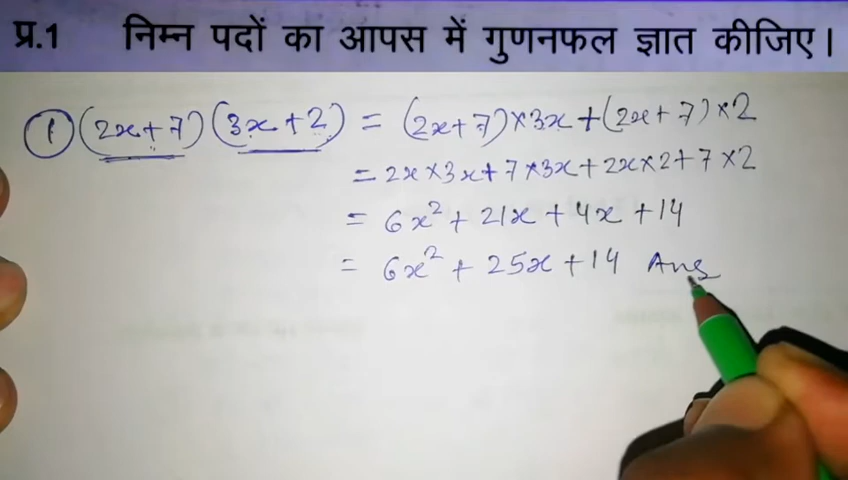 प्र.1 निम्न पदों का आपस में गुणनफल ज्ञात कीजिए।
① (2x+7)(3x+2) = (2x+7)×3x+(2x+7)×2
= 2x×3x+7×3x+2x×2+7×2
= 6x²+21x+4x+14
= 6x²+25x+14 Ans